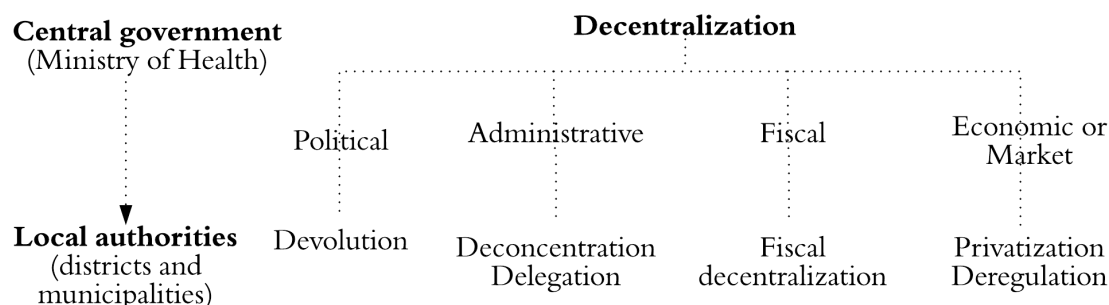 Central government
(Ministry of Health)
Decentralization
Political
Administrative
Fiscal
Economic or
Market
Local authorities
(districts and
municipalities)
Devolution
Deconcentration
Delegation
Fiscal
decentralization
Privatization
Deregulation